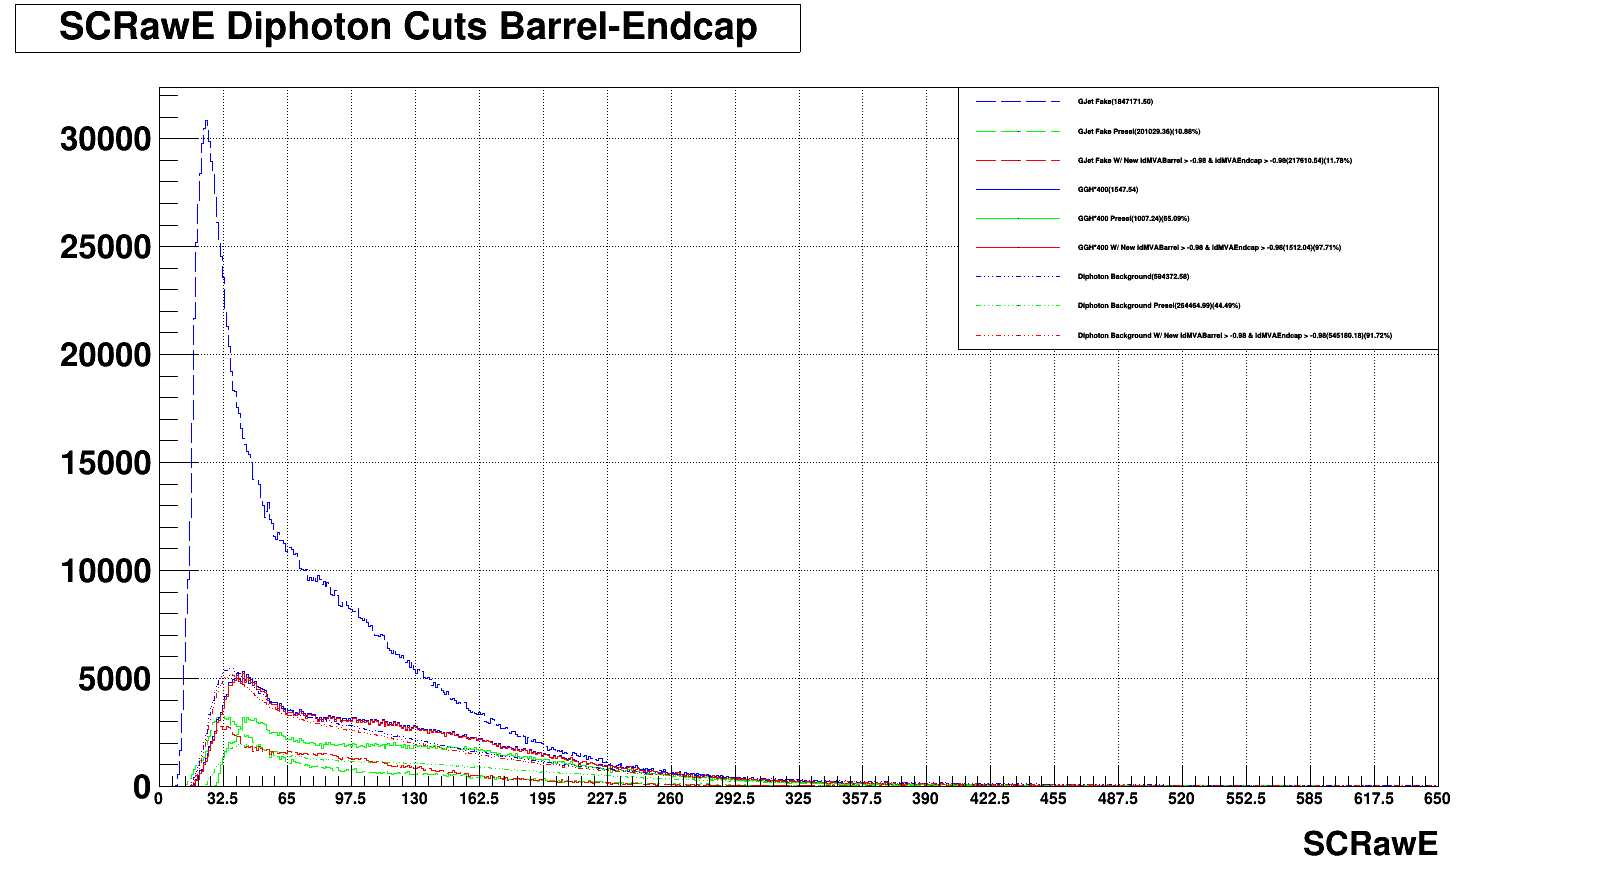 SCRawE Diphoton Cuts Barrel-Endcap
GJet Fake(1847171.50)
GJet Fake Presel(201029.36)(10.88%)
GJet Fake W/ New idMVABarrel > -0.98 & idMVAEndcap > -0.98(217610.54)(11.78%)
GGH*400(1547.54)
GGH*400 Presel(1007.24)(65.09%)
GGH*400 W/ New idMVABarrel > -0.98 & idMVAEndcap > -0.98(1512.04)(97.71%)
Diphoton Background(594372.58)
Diphoton Background Presel(264464.99)(44.49%)
Diphoton Background W/ New idMVABarrel > -0.98 & idMVAEndcap > -0.98(545180.18)(91.72%)
30000
25000
20000
15000
10000
5000
0
0 32.5 65 97.5 130 162.5 195 227.5 260 292.5 325 357.5 390 422.5 455 487.5 520 552.5 585 617.5 650
SCRawE